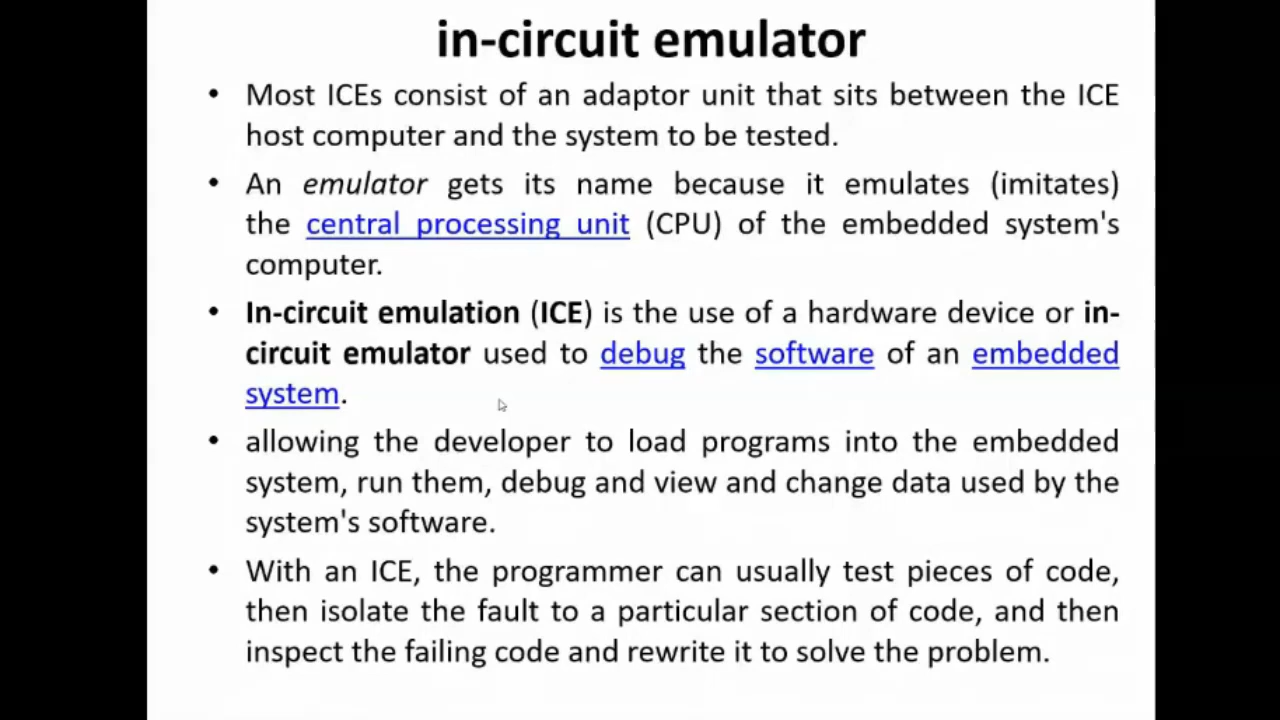 in-circuit emulator
• Most ICEs consist of an adaptor unit that sits between the ICE
host computer and the system to be tested.
• An emulator gets its name because it emulates (imitates)
the central processing unit (CPU) of the embedded system's
computer.
• In-circuit emulation (ICE) is the use of a hardware device or in-
circuit emulator used to debug the software of an embedded
system.
• allowing the developer to load programs into the embedded
system, run them, debug and view and change data used by the
system's software.
• With an ICE, the programmer can usually test pieces of code,
then isolate the fault to a particular section of code, and then
inspect the failing code and rewrite it to solve the problem.